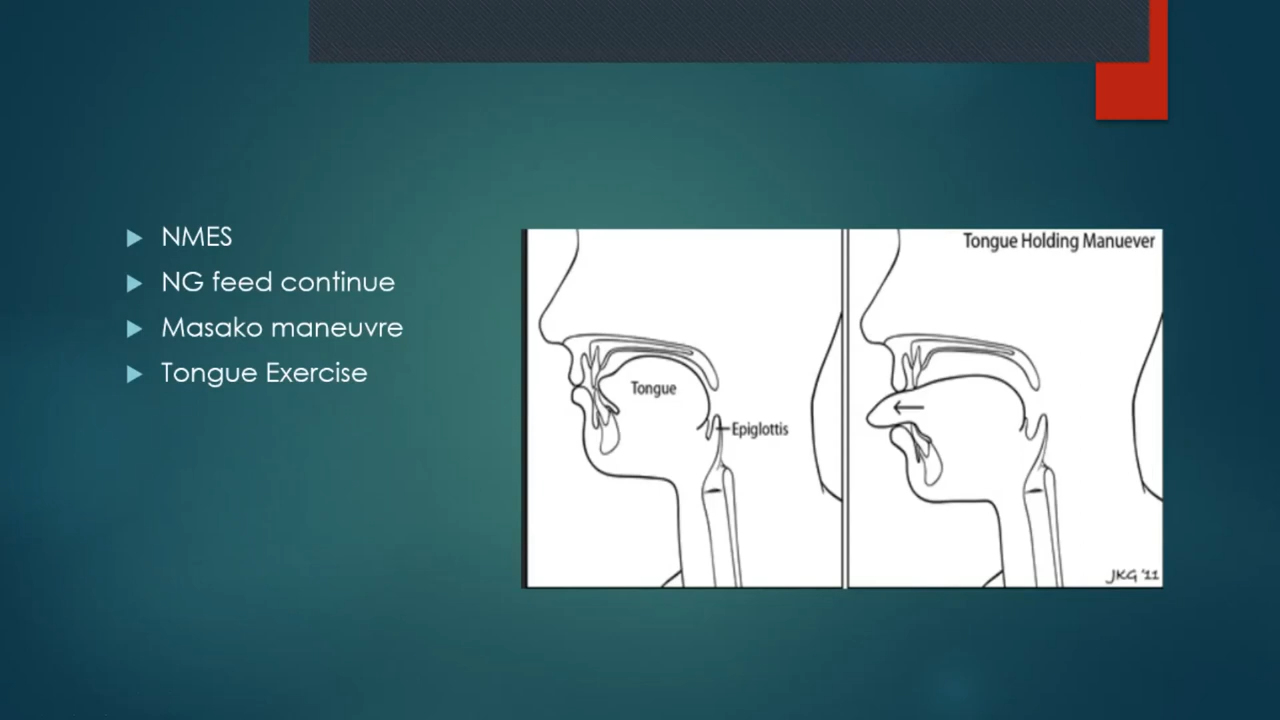 NMES
NG feed continue
Masako maneuvre
Tongue Exercise
Tongue Holding Manuever
Tongue
Epiglottis
JKG '11